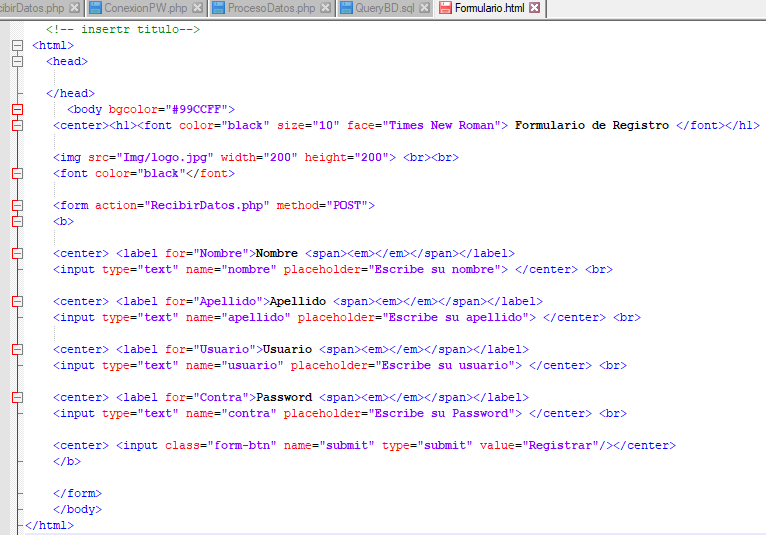 cibirDatos.php ConexionPW.php ProcesoDatos.php QueryBD.sql Formulario.html
<!-- insertr titulo-->
<html>
<head>
</head>
<body bgcolor="#99CCFF">
<center><h1><font color="black" size="10" face="Times New Roman"> Formulario de Registro </font></h1>
<img src="Img/logo.jpg" width="200" height="200"> <br><br>
<font color="black"</font>
<form action="RecibirDatos.php" method="POST">
<b>
<center> <label for="Nombre">Nombre <span><em></em></span></label>
<input type="text" name="nombre" placeholder="Escribe su nombre"> </center> <br>
<center> <label for="Apellido">Apellido <span><em></em></span></label>
<input type="text" name="apellido" placeholder="Escribe su apellido"> </center> <br>
<center> <label for="Usuario">Usuario <span><em></em></span></label>
<input type="text" name="usuario" placeholder="Escribe su usuario"> </center> <br>
<center> <label for="Contra">Password <span><em></em></span></label>
<input type="text" name="contra" placeholder="Escribe su Password"> </center> <br>
<center> <input class="form-btn" name="submit" type="submit" value="Registrar"/></center>
</b>
</form>
</body>
</html>